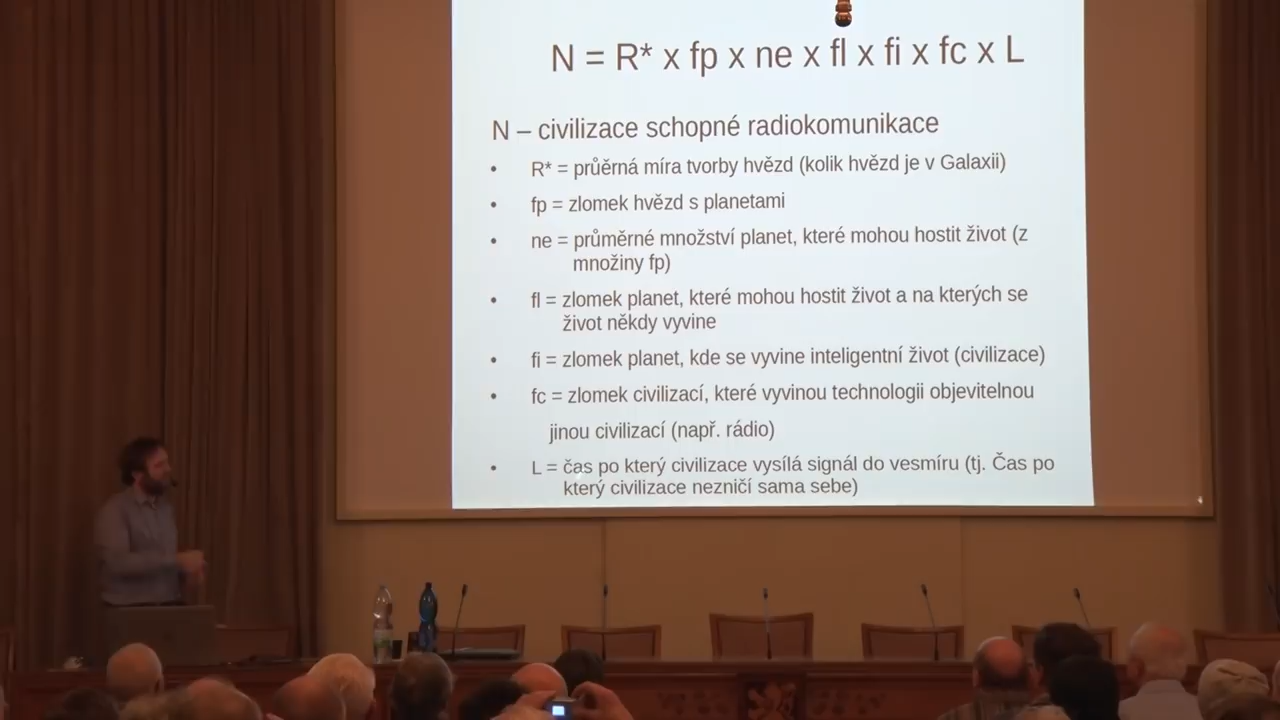 N = R* x fp x ne x fl x fi x fc x L
N – civilizace schopné radiokomunikace
• R* = průěrná míra tvorby hvězd (kolik hvězd je v Galaxii)
• fp = zlomek hvězd s planetami
• ne = průměrné množství planet, které mohou hostit život (z
množiny fp)
• fl = zlomek planet, které mohou hostit život a na kterých se
život někdy vyvine
• fi = zlomek planet, kde se vyvine inteligentní život (civilizace)
• fc = zlomek civilizací, které vyvinou technologii objevitelnou
jinou civilizací (např. rádio)
• L = čas po který civilizace vysílá signál do vesmíru (tj. Čas po
který civilizace nezničí sama sebe)